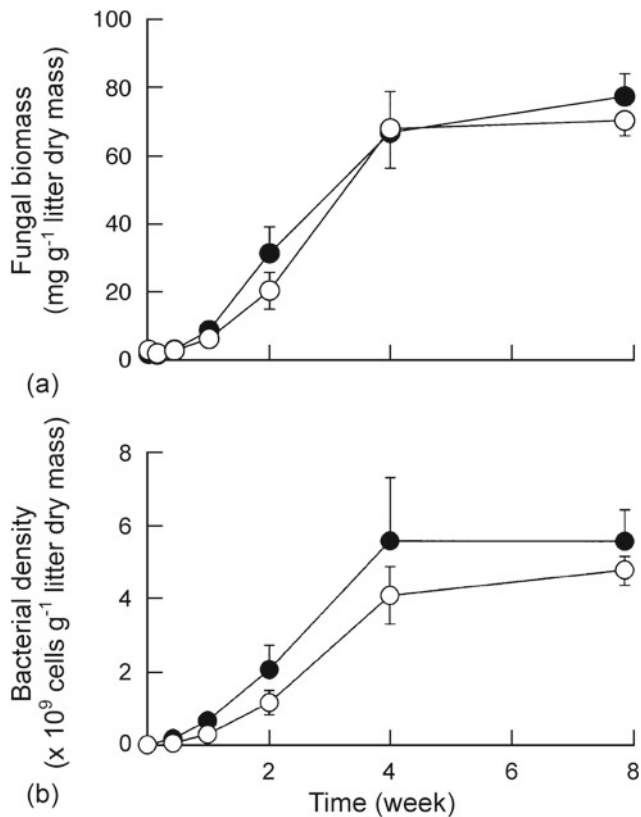 100
80
60
40
20
0
Fungal biomass
(mg g⁻¹ litter dry mass)
(a)
8
6
4
2
0
Bacterial density
(x 10⁹ cells g⁻¹ litter dry mass)
2 4 6 8
Time (week)
(b)